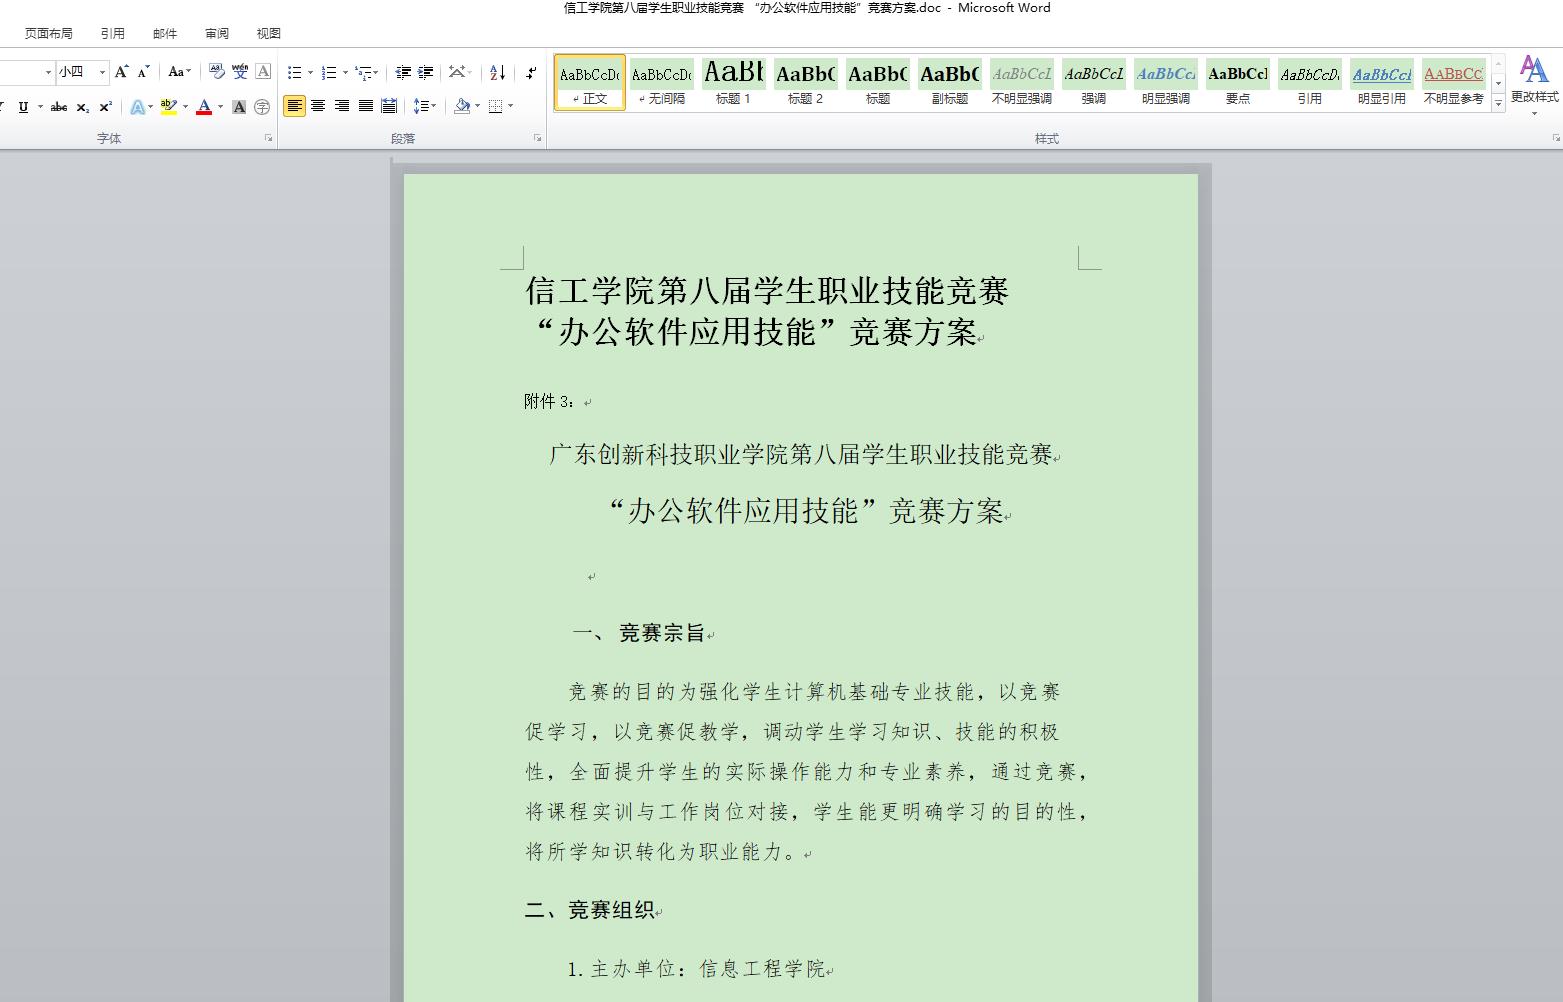 信工学院第八届学生职业技能竞赛 “办公软件应用技能”竞赛方案.doc - Microsoft Word
页面布局 引用 邮件 审阅 视图
小四 A A Aa wén 文 A
AaBbCcDc AaBbCcDc AaBb AaBbC AaBbC AaBbC AaBbCcL AaBbCcL AaBbCcL AaBbCcI AaBbCcD AaBbCcL AABBCC
U abc x₂ x² A ab A A 字
正文 无间隔 标题 1 标题 2 标题 副标题 不明显强调 强调 明显强调 要点 引用 明显引用 不明显参考 更改样式
字体 段落 样式
信工学院第八届学生职业技能竞赛
“办公软件应用技能”竞赛方案
附件 3：
广东创新科技职业学院第八届学生职业技能竞赛
“办公软件应用技能”竞赛方案
一、 竞赛宗旨
竞赛的目的为强化学生计算机基础专业技能，以竞赛
促学习，以竞赛促教学，调动学生学习知识、技能的积极
性，全面提升学生的实际操作能力和专业素养，通过竞赛，
将课程实训与工作岗位对接，学生能更明确学习的目的性，
将所学知识转化为职业能力。
二、竞赛组织
1. 主办单位：信息工程学院